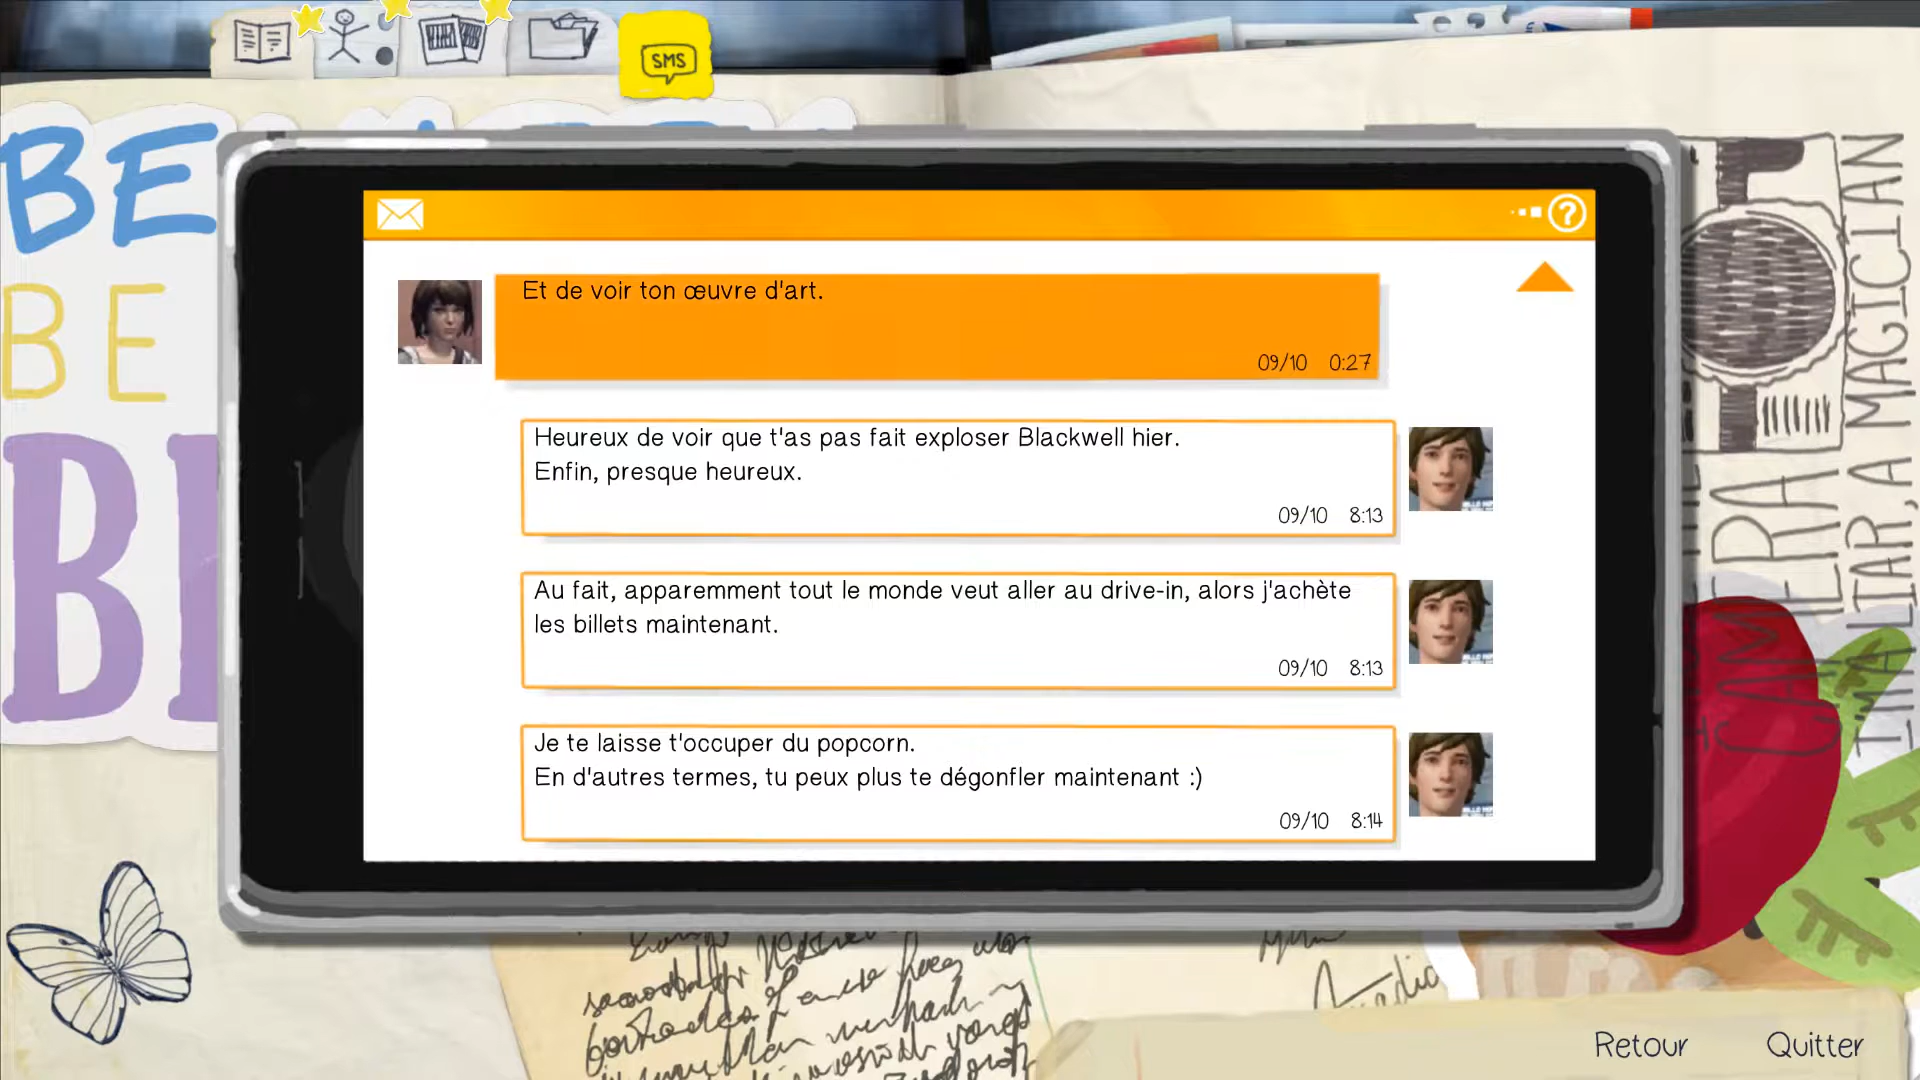 SMS
Et de voir ton œuvre d'art.
09/10 0:27
Heureux de voir que t'as pas fait exploser Blackwell hier.
Enfin, presque heureux.
09/10 8:13
Au fait, apparemment tout le monde veut aller au drive-in, alors j'achète
les billets maintenant.
09/10 8:13
Je te laisse t'occuper du popcorn.
En d'autres termes, tu peux plus te dégonfler maintenant :)
09/10 8:14
BE
BE
A MAGICIAN
LIAR,
Retour
Quitter